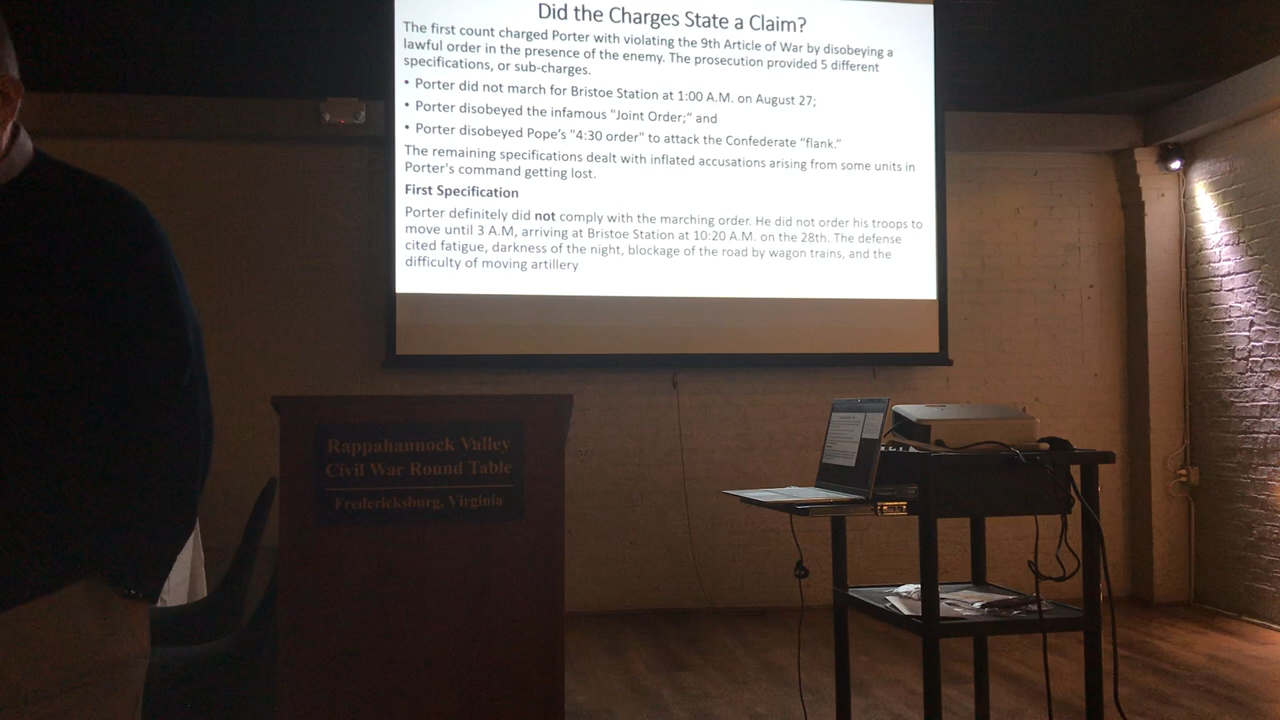 Did the Charges State a Claim?
The first count charged Porter with violating the 9th Article of War by disobeying a
lawful order in the presence of the enemy. The prosecution provided 5 different
specifications, or sub-charges.
• Porter did not march for Bristoe Station at 1:00 A.M. on August 27;
• Porter disobeyed the infamous "Joint Order;“ and
• Porter disobeyed Pope’s "4:30 order" to attack the Confederate “flank.”
The remaining specifications dealt with inflated accusations arising from some units in
Porter's command getting lost.
First Specification
Porter definitely did not comply with the marching order. He did not order his troops to
move until 3 A.M, arriving at Bristoe Station at 10:20 A.M. on the 28th. The defense
cited fatigue, darkness of the night, blockage of the road by wagon trains, and the
difficulty of moving artillery
Rappahannock Valley
Civil War Round Table
Fredericksburg, Virginia